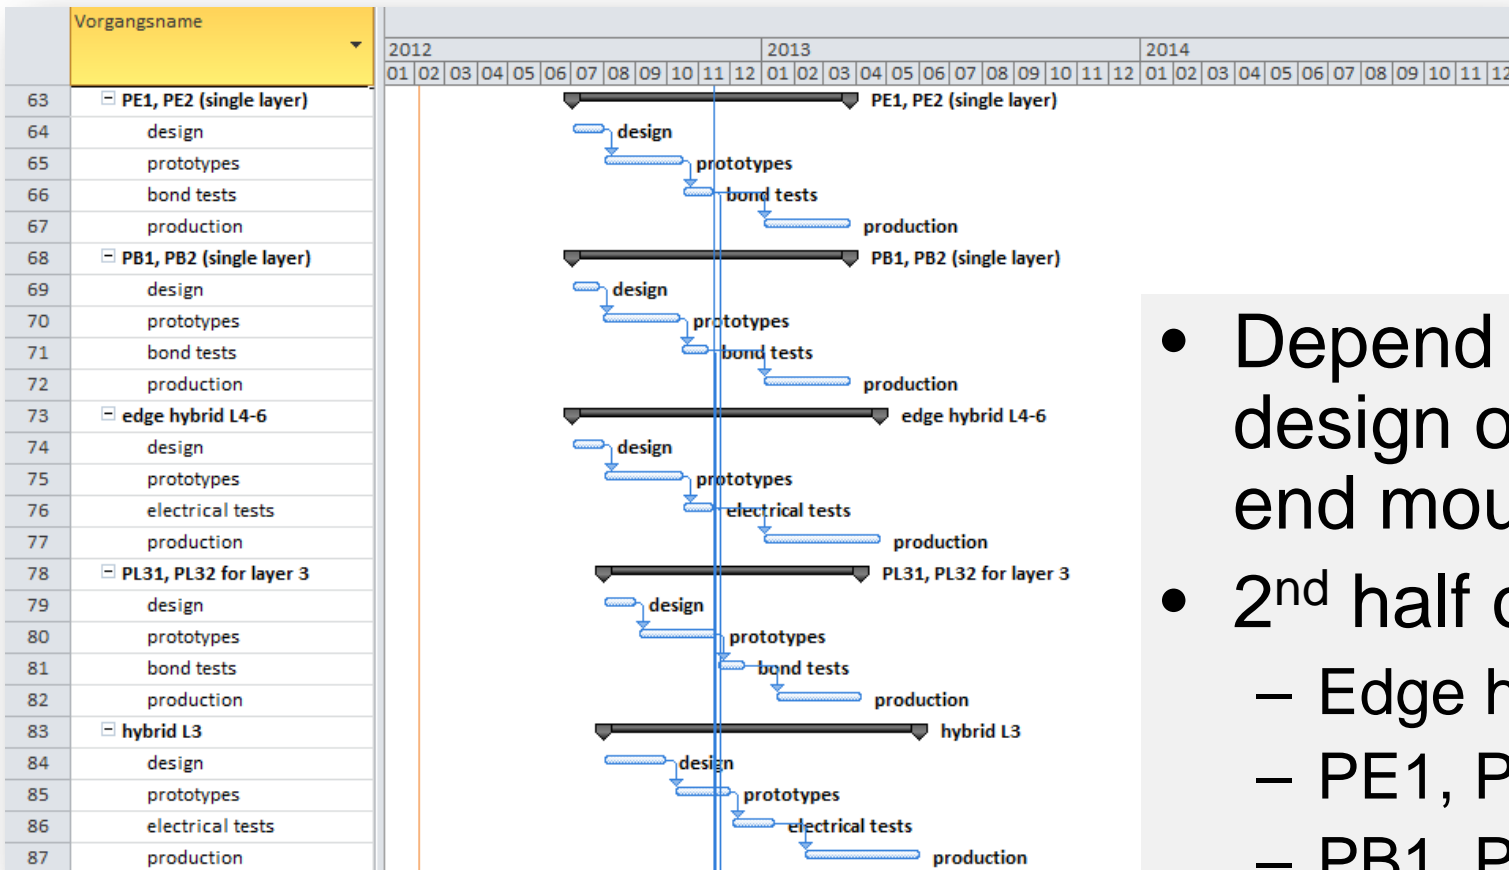 Vorgangsname
2012 2013 2014
01 02 03 04 05 06 07 08 09 10 11 12 01 02 03 04 05 06 07 08 09 10 11 12 01 02 03 04 05 06 07 08 09 10 11 12
63 PE1, PE2 (single layer) PE1, PE2 (single layer)
64 design design
65 prototypes prototypes
66 bond tests bond tests
67 production production
68 PB1, PB2 (single layer) PB1, PB2 (single layer)
69 design design
70 prototypes prototypes
71 bond tests bond tests
72 production production
73 edge hybrid L4-6 edge hybrid L4-6
74 design design
75 prototypes prototypes
76 electrical tests electrical tests
77 production production
78 PL31, PL32 for layer 3 PL31, PL32 for layer 3
79 design design
80 prototypes prototypes
81 bond tests bond tests
82 production production
83 hybrid L3 hybrid L3
84 design design
85 prototypes prototypes
86 electrical tests electrical tests
87 production production
• Depend
design
end
• 2nd half
– Edge
– PE1,
– PB1,